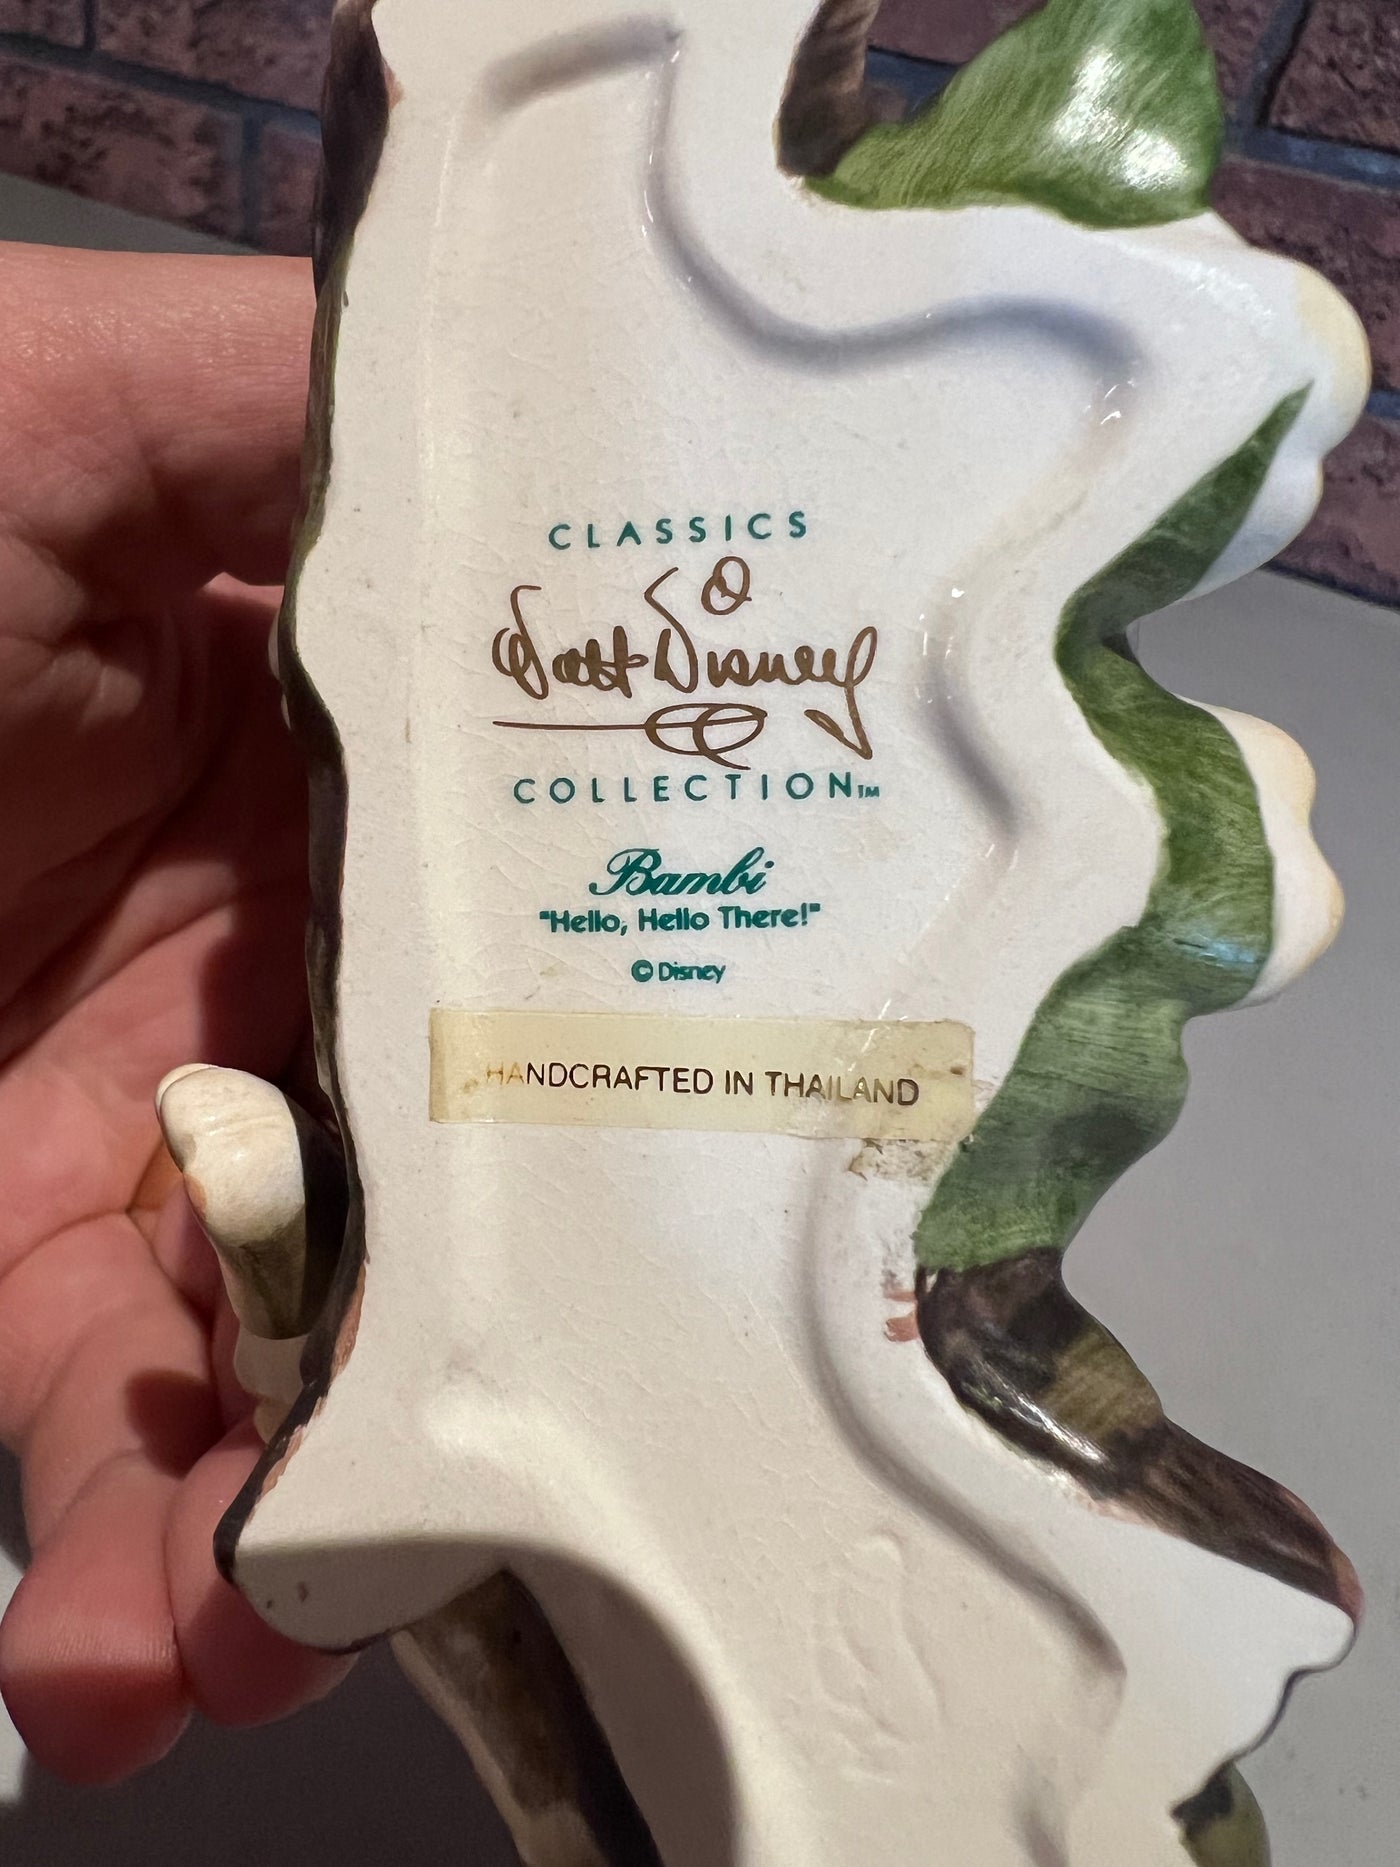 CLASSICS
Walt Disney
COLLECTION™
Bambi
"Hello, Hello There!"
© Disney
HANDCRAFTED IN THAILAND